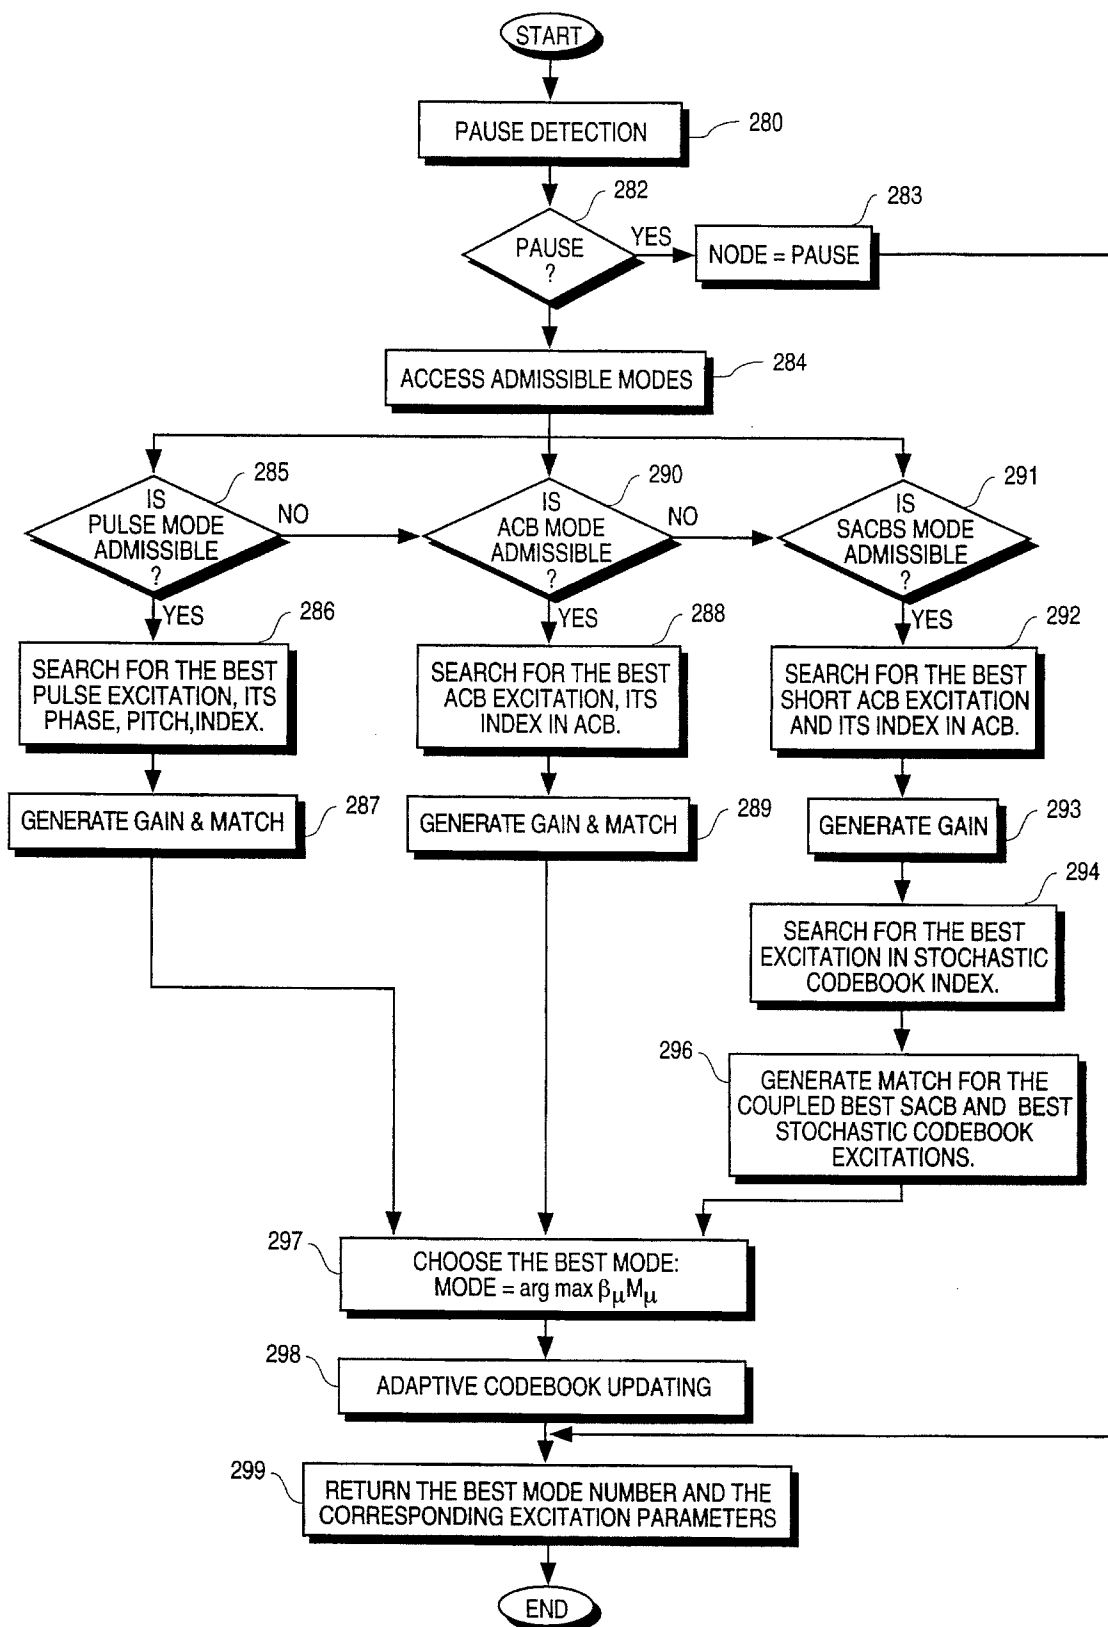 START
PAUSE DETECTION
280
282
PAUSE
?
YES
283
NODE = PAUSE
ACCESS ADMISSIBLE MODES
284
285
IS
PULSE MODE
ADMISSIBLE
?
NO
YES
290
IS
ACB MODE
ADMISSIBLE
?
NO
YES
291
IS
SACBS MODE
ADMISSIBLE
?
YES
286
SEARCH FOR THE BEST
PULSE EXCITATION, ITS
PHASE, PITCH,INDEX.
288
SEARCH FOR THE BEST
ACB EXCITATION, ITS
INDEX IN ACB.
292
SEARCH FOR THE BEST
SHORT ACB EXCITATION
AND ITS INDEX IN ACB.
GENERATE GAIN & MATCH
287
GENERATE GAIN & MATCH
289
GENERATE GAIN
293
294
SEARCH FOR THE BEST
EXCITATION IN STOCHASTIC
CODEBOOK INDEX.
296
GENERATE MATCH FOR THE
COUPLED BEST SACB AND BEST
STOCHASTIC CODEBOOK
EXCITATIONS.
297
CHOOSE THE BEST MODE:
MODE = arg max βμMμ
298
ADAPTIVE CODEBOOK UPDATING
299
RETURN THE BEST MODE NUMBER AND THE
CORRESPONDING EXCITATION PARAMETERS
END